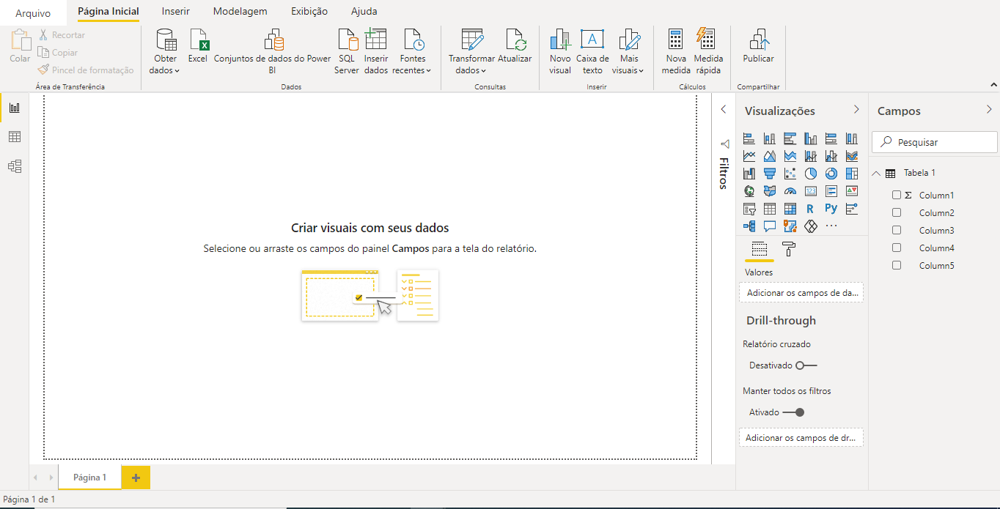 Arquivo
Página Inicial
Inserir
Modelagem
Exibição
Ajuda
Colar
Recortar
Copiar
Pincel de formatação
Área de Transferência
Obter
dados
Excel
Conjuntos de dados do Power
BI
SQL
Server
Inserir
dados
Fontes
recentes
Dados
Transformar
dados
Atualizar
Consultas
Novo
visual
Caixa de
texto
Mais
visuais
Inserir
Nova
medida
Medida
rápida
Cálculos
Publicar
Compartilhar
Criar visuais com seus dados
Selecione ou arraste os campos do painel Campos para a tela do relatório.
Filtros
Visualizações
123
R
Py
Valores
Adicionar os campos de da...
Drill-through
Relatório cruzado
Desativado
Manter todos os filtros
Ativado
Adicionar os campos de dr...
Campos
Pesquisar
Tabela 1
Σ Column1
Column2
Column3
Column4
Column5
Página 1
Página 1 de 1